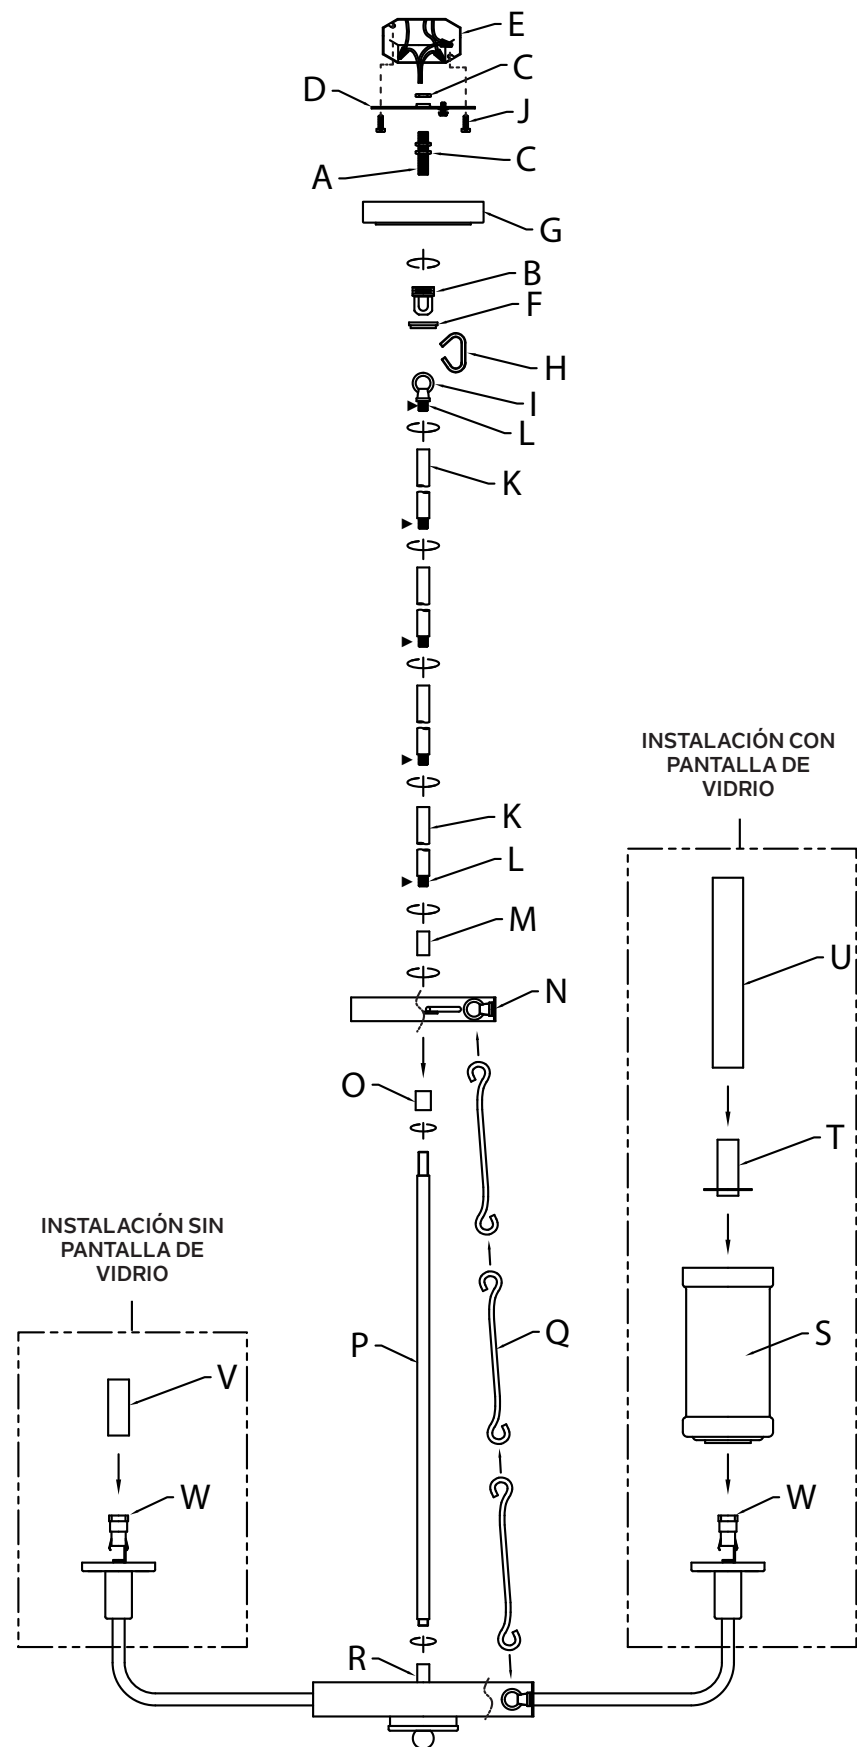 E
C
D
J
C
A
G
B
F
H
I
L
K
INSTALACIÓN CON
PANTALLA DE
VIDRIO
K
L
M
U
N
O
T
INSTALACIÓN SIN
PANTALLA DE
VIDRIO
P
Q
S
V
W
W
R